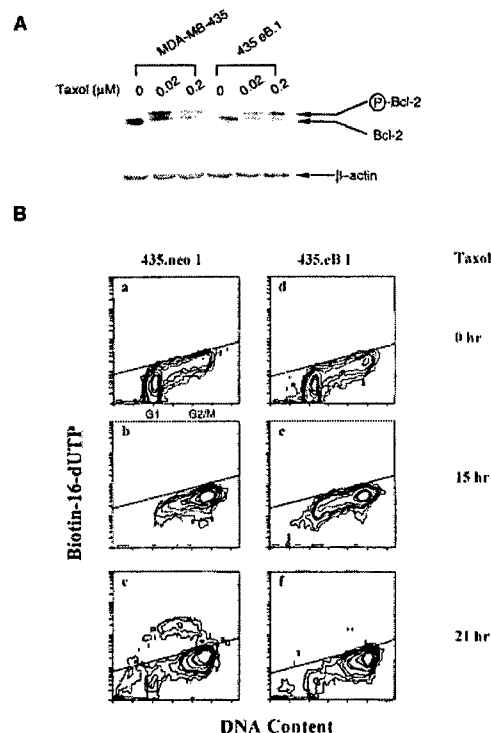 A
MDA-MB-435
435.eB.1
Taxol (µM) 0 0.02 0.2 0 0.02 0.2
P-Bcl-2
Bcl-2
β-actin
B
435.neo 1 435.eB 1 Taxol
a d 0 hr
G1 G2/M
b e 15 hr
c f 21 hr
Biotin-16-dUTP
DNA Content